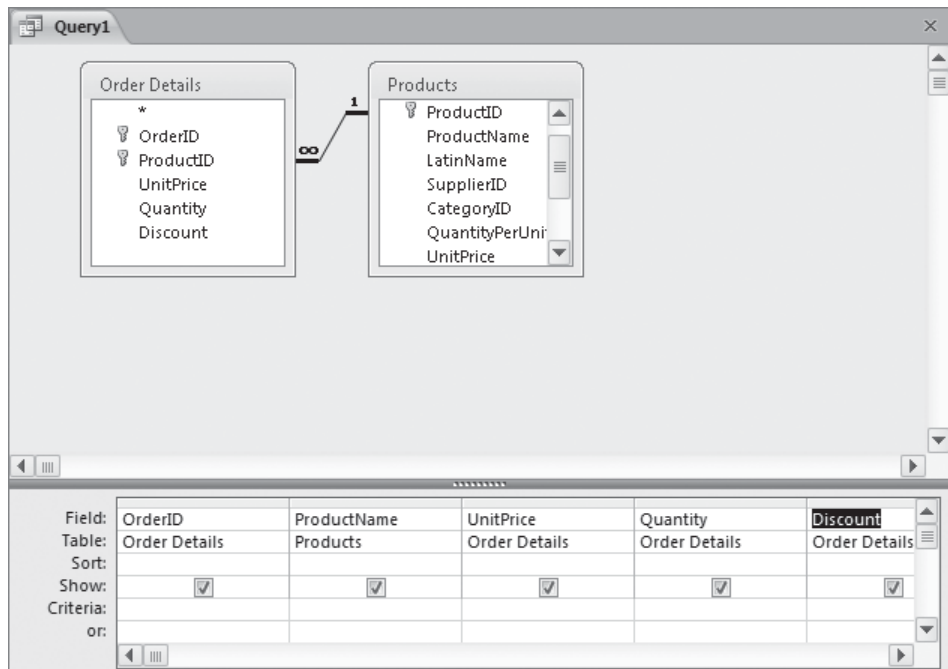 Query1
Order Details
*
OrderID
ProductID
UnitPrice
Quantity
Discount
1
∞
Products
ProductID
ProductName
LatinName
SupplierID
CategoryID
QuantityPerUni
UnitPrice
Field: OrderID ProductName UnitPrice Quantity Discount
Table: Order Details Products Order Details Order Details Order Details
Sort:
Show:
Criteria:
or: